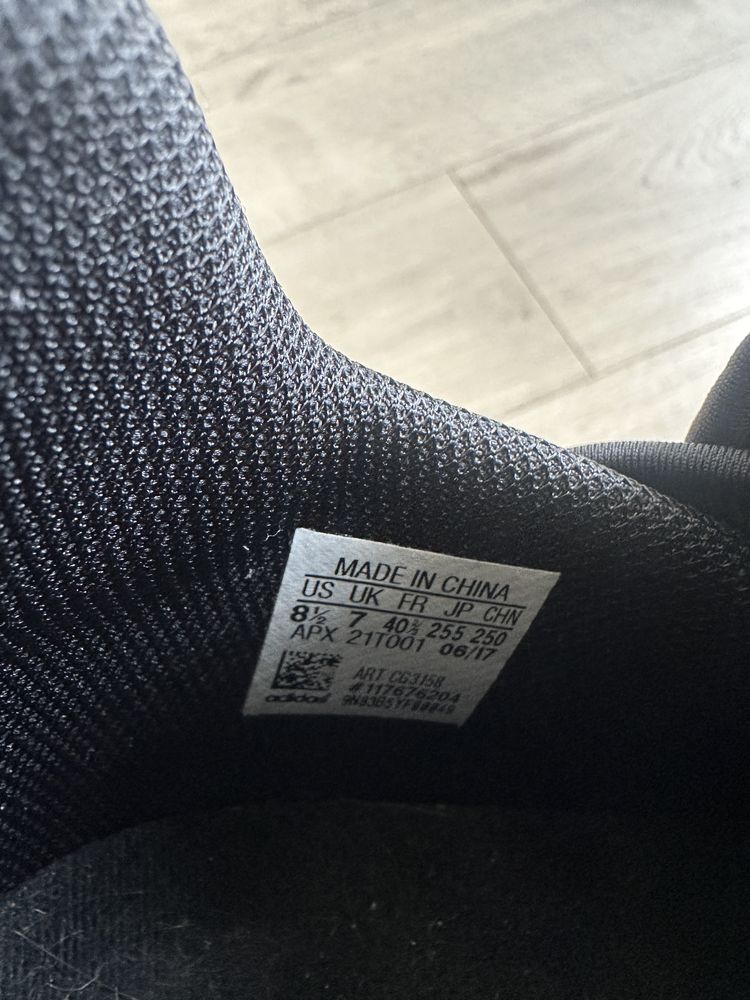 MADE IN CHINA
US UK FR JP CHN
8½ 7 40⅔ 255 250
APX 21T001 06/17
ART CG3158
#117676204
adidas